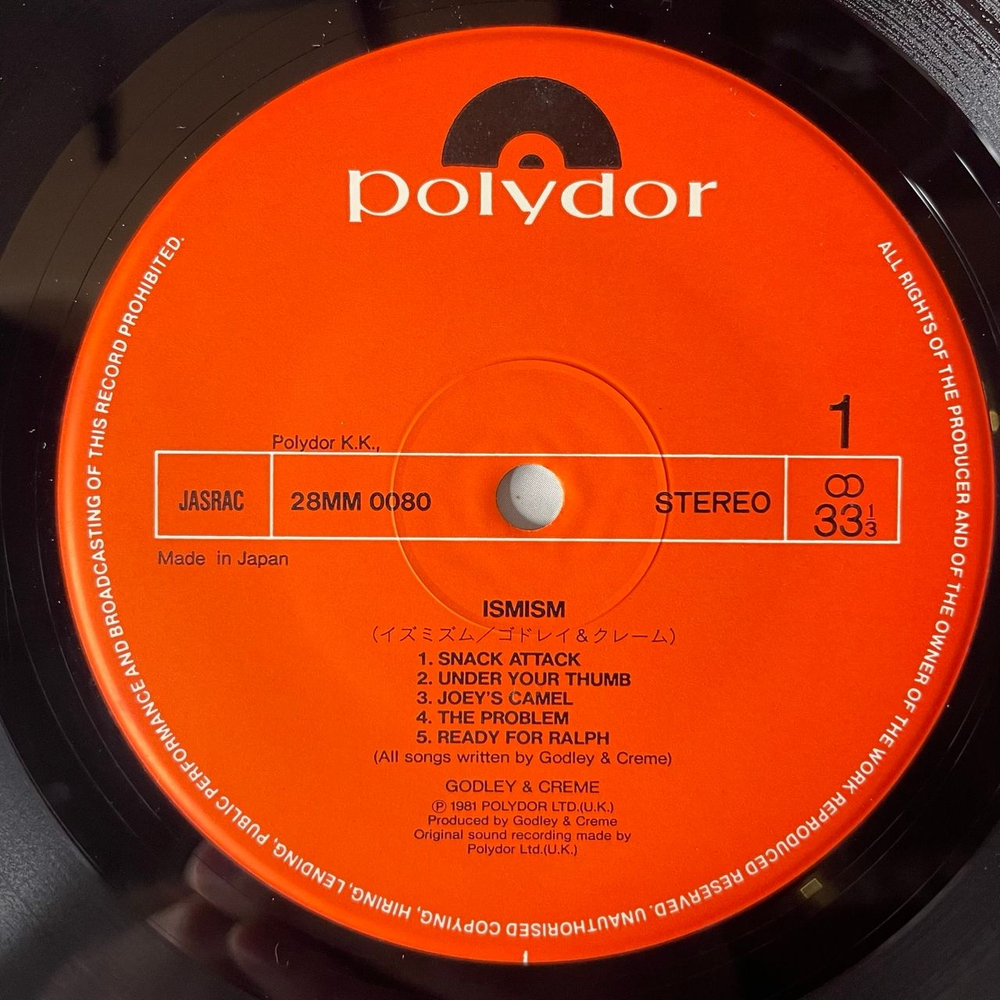 polydor
ALL RIGHTS OF THE PRODUCER AND OF THE OWNER OF THE WORK REPRODUCED RESERVED. UNAUTHORISED COPYING, HIRING, LENDING, PUBLIC PERFORMANCE AND BROADCASTING OF THIS RECORD PROHIBITED.
1
Polydor K.K.,
JASRAC 28MM 0080 STEREO ∞ 33⅓
Made in Japan
ISMISM
(イズミズム/ゴドレイ&クレーム)
1. SNACK ATTACK
2. UNDER YOUR THUMB
3. JOEY'S CAMEL
4. THE PROBLEM
5. READY FOR RALPH
(All songs written by Godley & Creme)
GODLEY & CREME
Ⓟ 1981 POLYDOR LTD.(U.K.)
Produced by Godley & Creme
Original sound recording made by
Polydor Ltd.(U.K.)